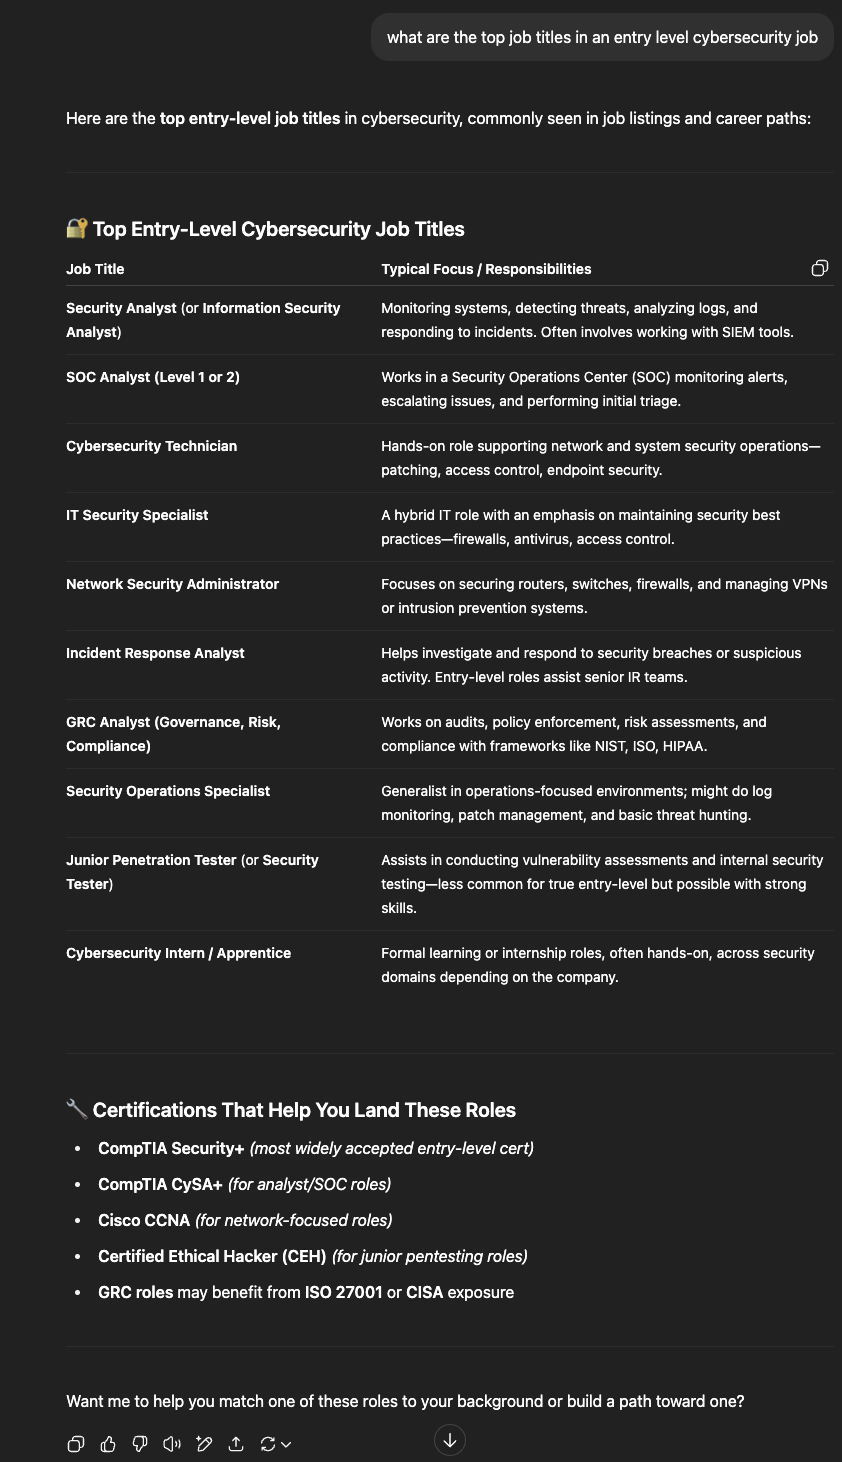 what are the top job titles in an entry level cybersecurity job
Here are the top entry-level job titles in cybersecurity, commonly seen in job listings and career paths:
🔐 Top Entry-Level Cybersecurity Job Titles
Job Title Typical Focus / Responsibilities
Security Analyst (or Information Security Analyst) Monitoring systems, detecting threats, analyzing logs, and
responding to incidents. Often involves working with SIEM tools.
SOC Analyst (Level 1 or 2) Works in a Security Operations Center (SOC) monitoring alerts,
escalating issues, and performing initial triage.
Cybersecurity Technician Hands-on role supporting network and system security operations—
patching, access control, endpoint security.
IT Security Specialist A hybrid IT role with an emphasis on maintaining security best
practices—firewalls, antivirus, access control.
Network Security Administrator Focuses on securing routers, switches, firewalls, and managing VPNs
or intrusion prevention systems.
Incident Response Analyst Helps investigate and respond to security breaches or suspicious
activity. Entry-level roles assist senior IR teams.
GRC Analyst (Governance, Risk, Compliance) Works on audits, policy enforcement, risk assessments, and
compliance with frameworks like NIST, ISO, HIPAA.
Security Operations Specialist Generalist in operations-focused environments; might do log
monitoring, patch management, and basic threat hunting.
Junior Penetration Tester (or Security Tester) Assists in conducting vulnerability assessments and internal security
testing—less common for true entry-level but possible with strong
skills.
Cybersecurity Intern / Apprentice Formal learning or internship roles, often hands-on, across security
domains depending on the company.
🔧 Certifications That Help You Land These Roles
• CompTIA Security+ (most widely accepted entry-level cert)
• CompTIA CySA+ (for analyst/SOC roles)
• Cisco CCNA (for network-focused roles)
• Certified Ethical Hacker (CEH) (for junior pentesting roles)
• GRC roles may benefit from ISO 27001 or CISA exposure
Want me to help you match one of these roles to your background or build a path toward one?